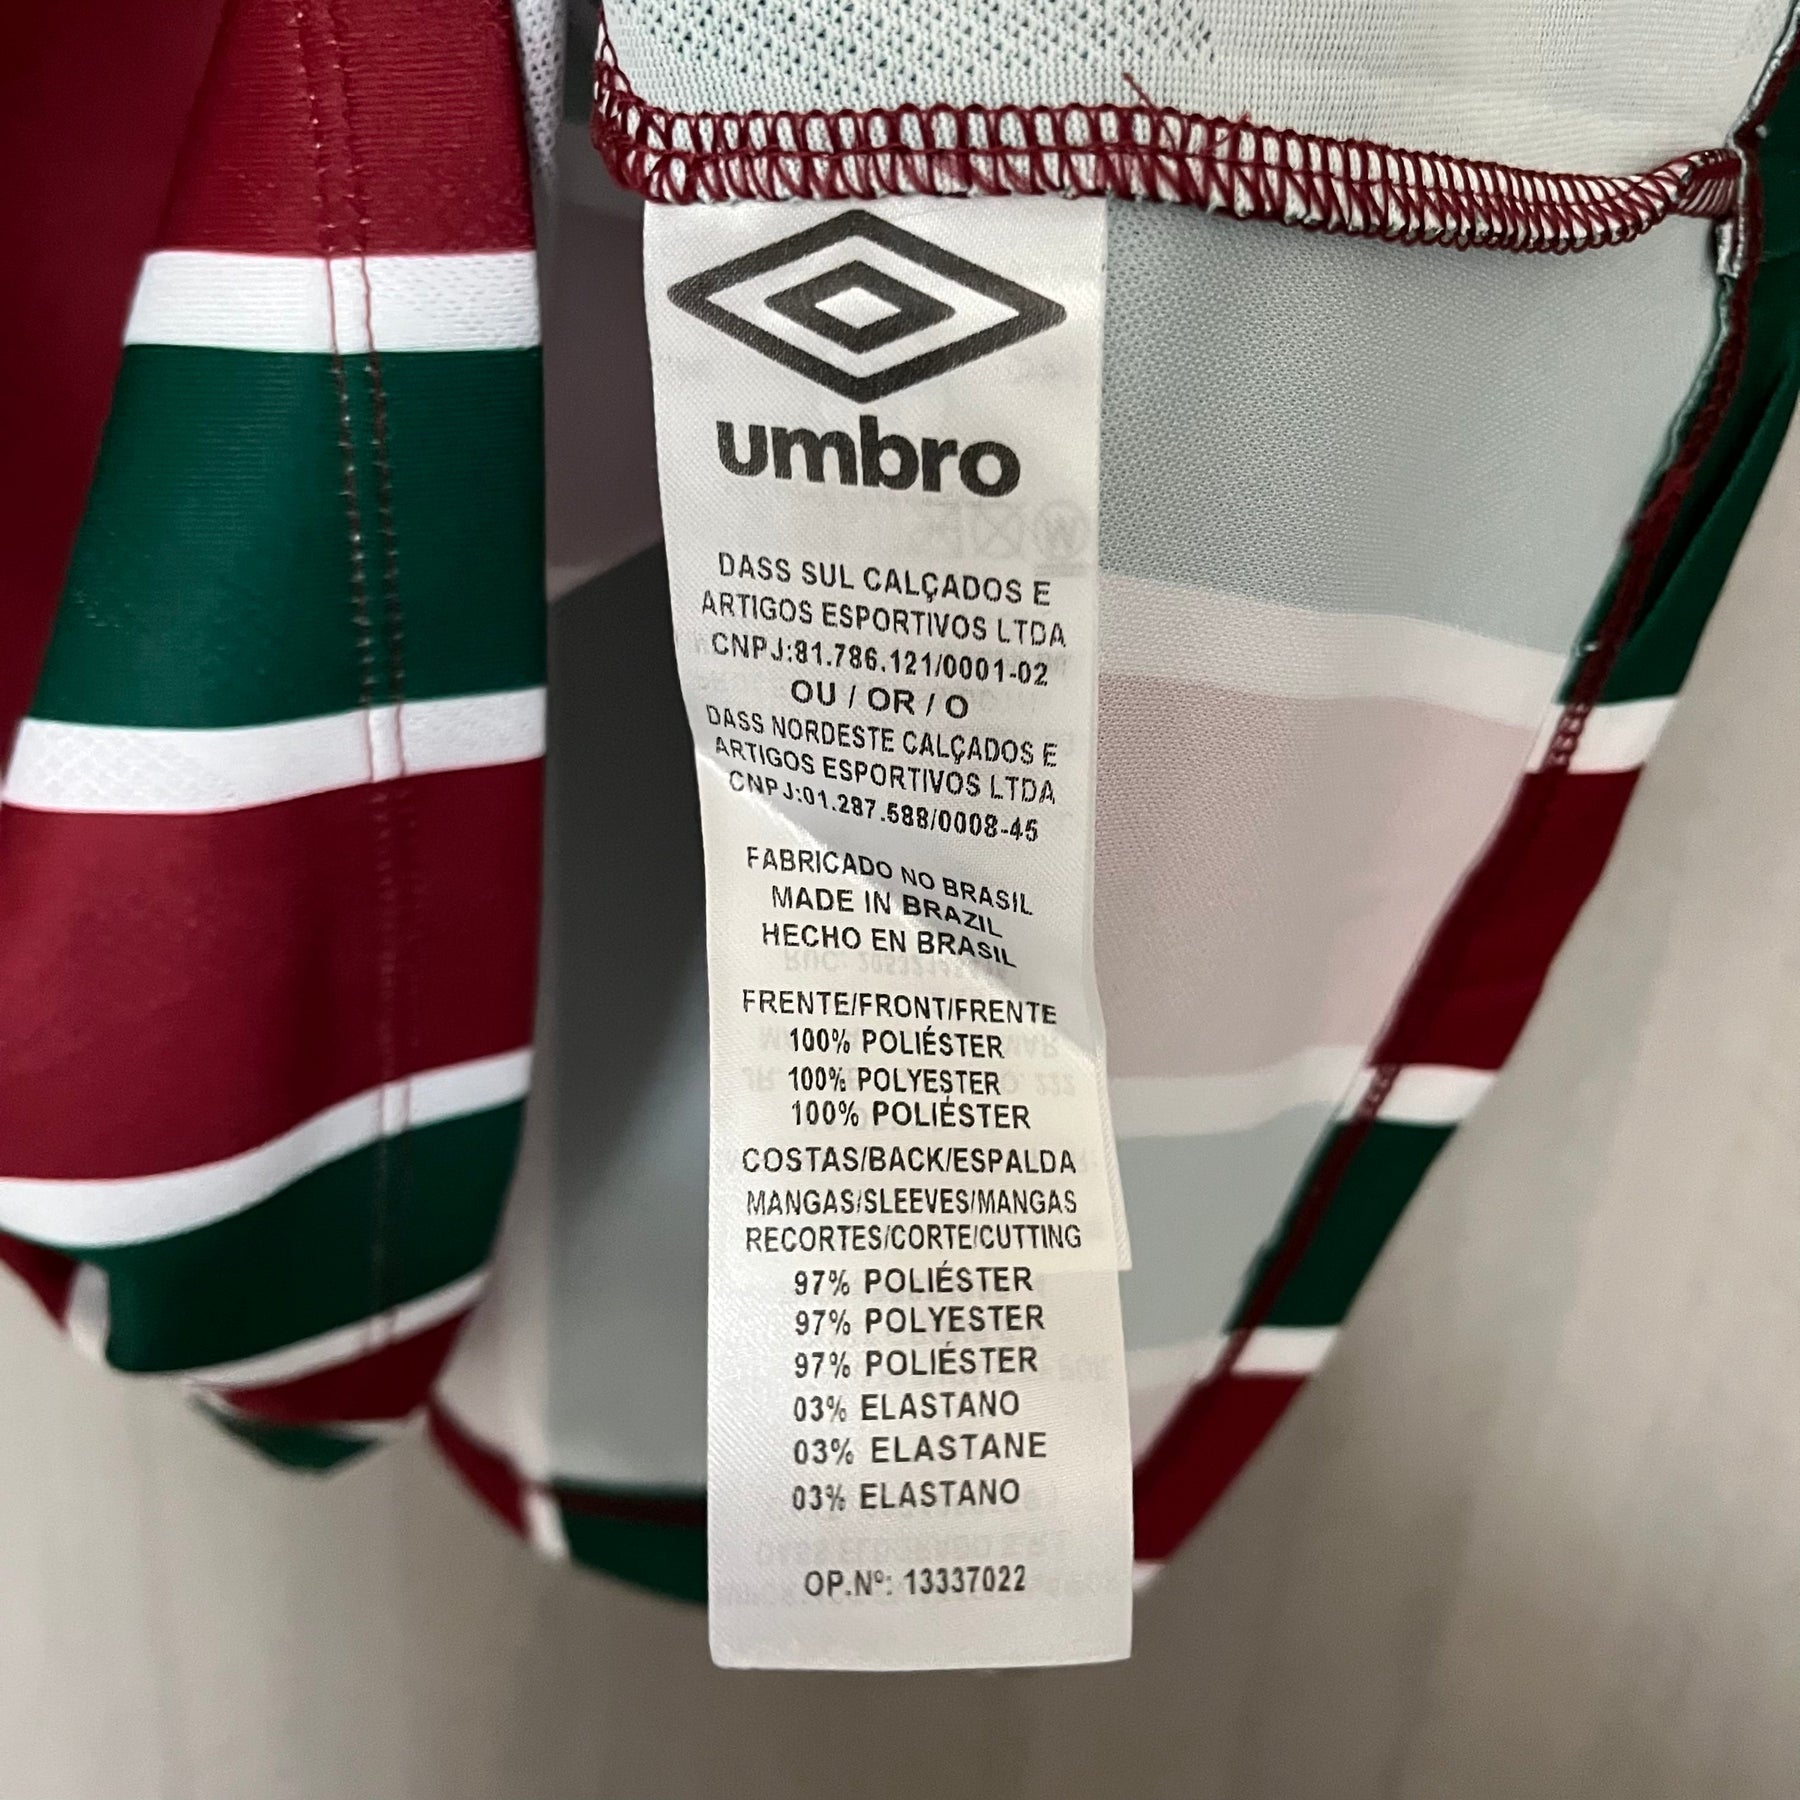 umbro
DASS SUL CALÇADOS E
ARTIGOS ESPORTIVOS LTDA
CNPJ:81.786.121/0001-02
OU / OR / O
DASS NORDESTE CALÇADOS E
ARTIGOS ESPORTIVOS LTDA
CNPJ:01.287.588/0008-45
FABRICADO NO BRASIL
MADE IN BRAZIL
HECHO EN BRASIL
FRENTE/FRONT/FRENTE
100% POLIÉSTER
100% POLYESTER
100% POLIÉSTER
COSTAS/BACK/ESPALDA
MANGAS/SLEEVES/MANGAS
RECORTES/CORTE/CUTTING
97% POLIÉSTER
97% POLYESTER
97% POLIÉSTER
03% ELASTANO
03% ELASTANE
03% ELASTANO
OP.Nº: 13337022